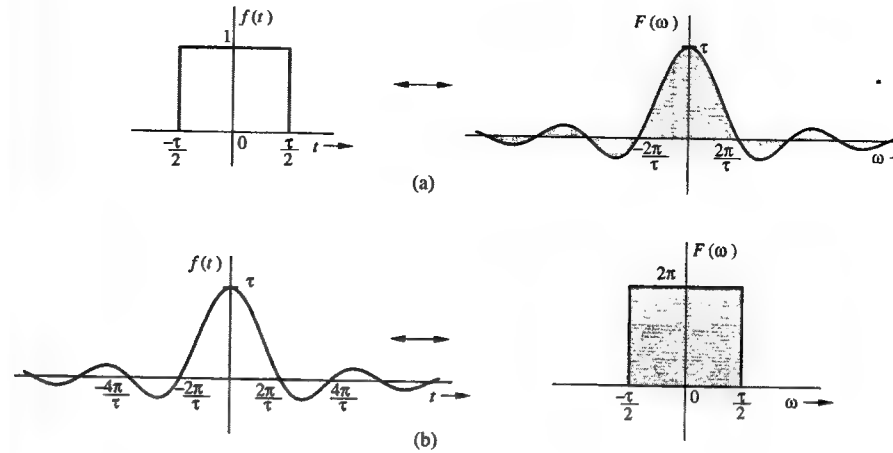 f(t)
1
-τ/2 0 τ/2 t
F(ω)
τ
-2π/τ 2π/τ ω
(a)
f(t)
τ
-4π/τ -2π/τ 2π/τ 4π/τ t
F(ω)
2π
-τ/2 0 τ/2 ω
(b)